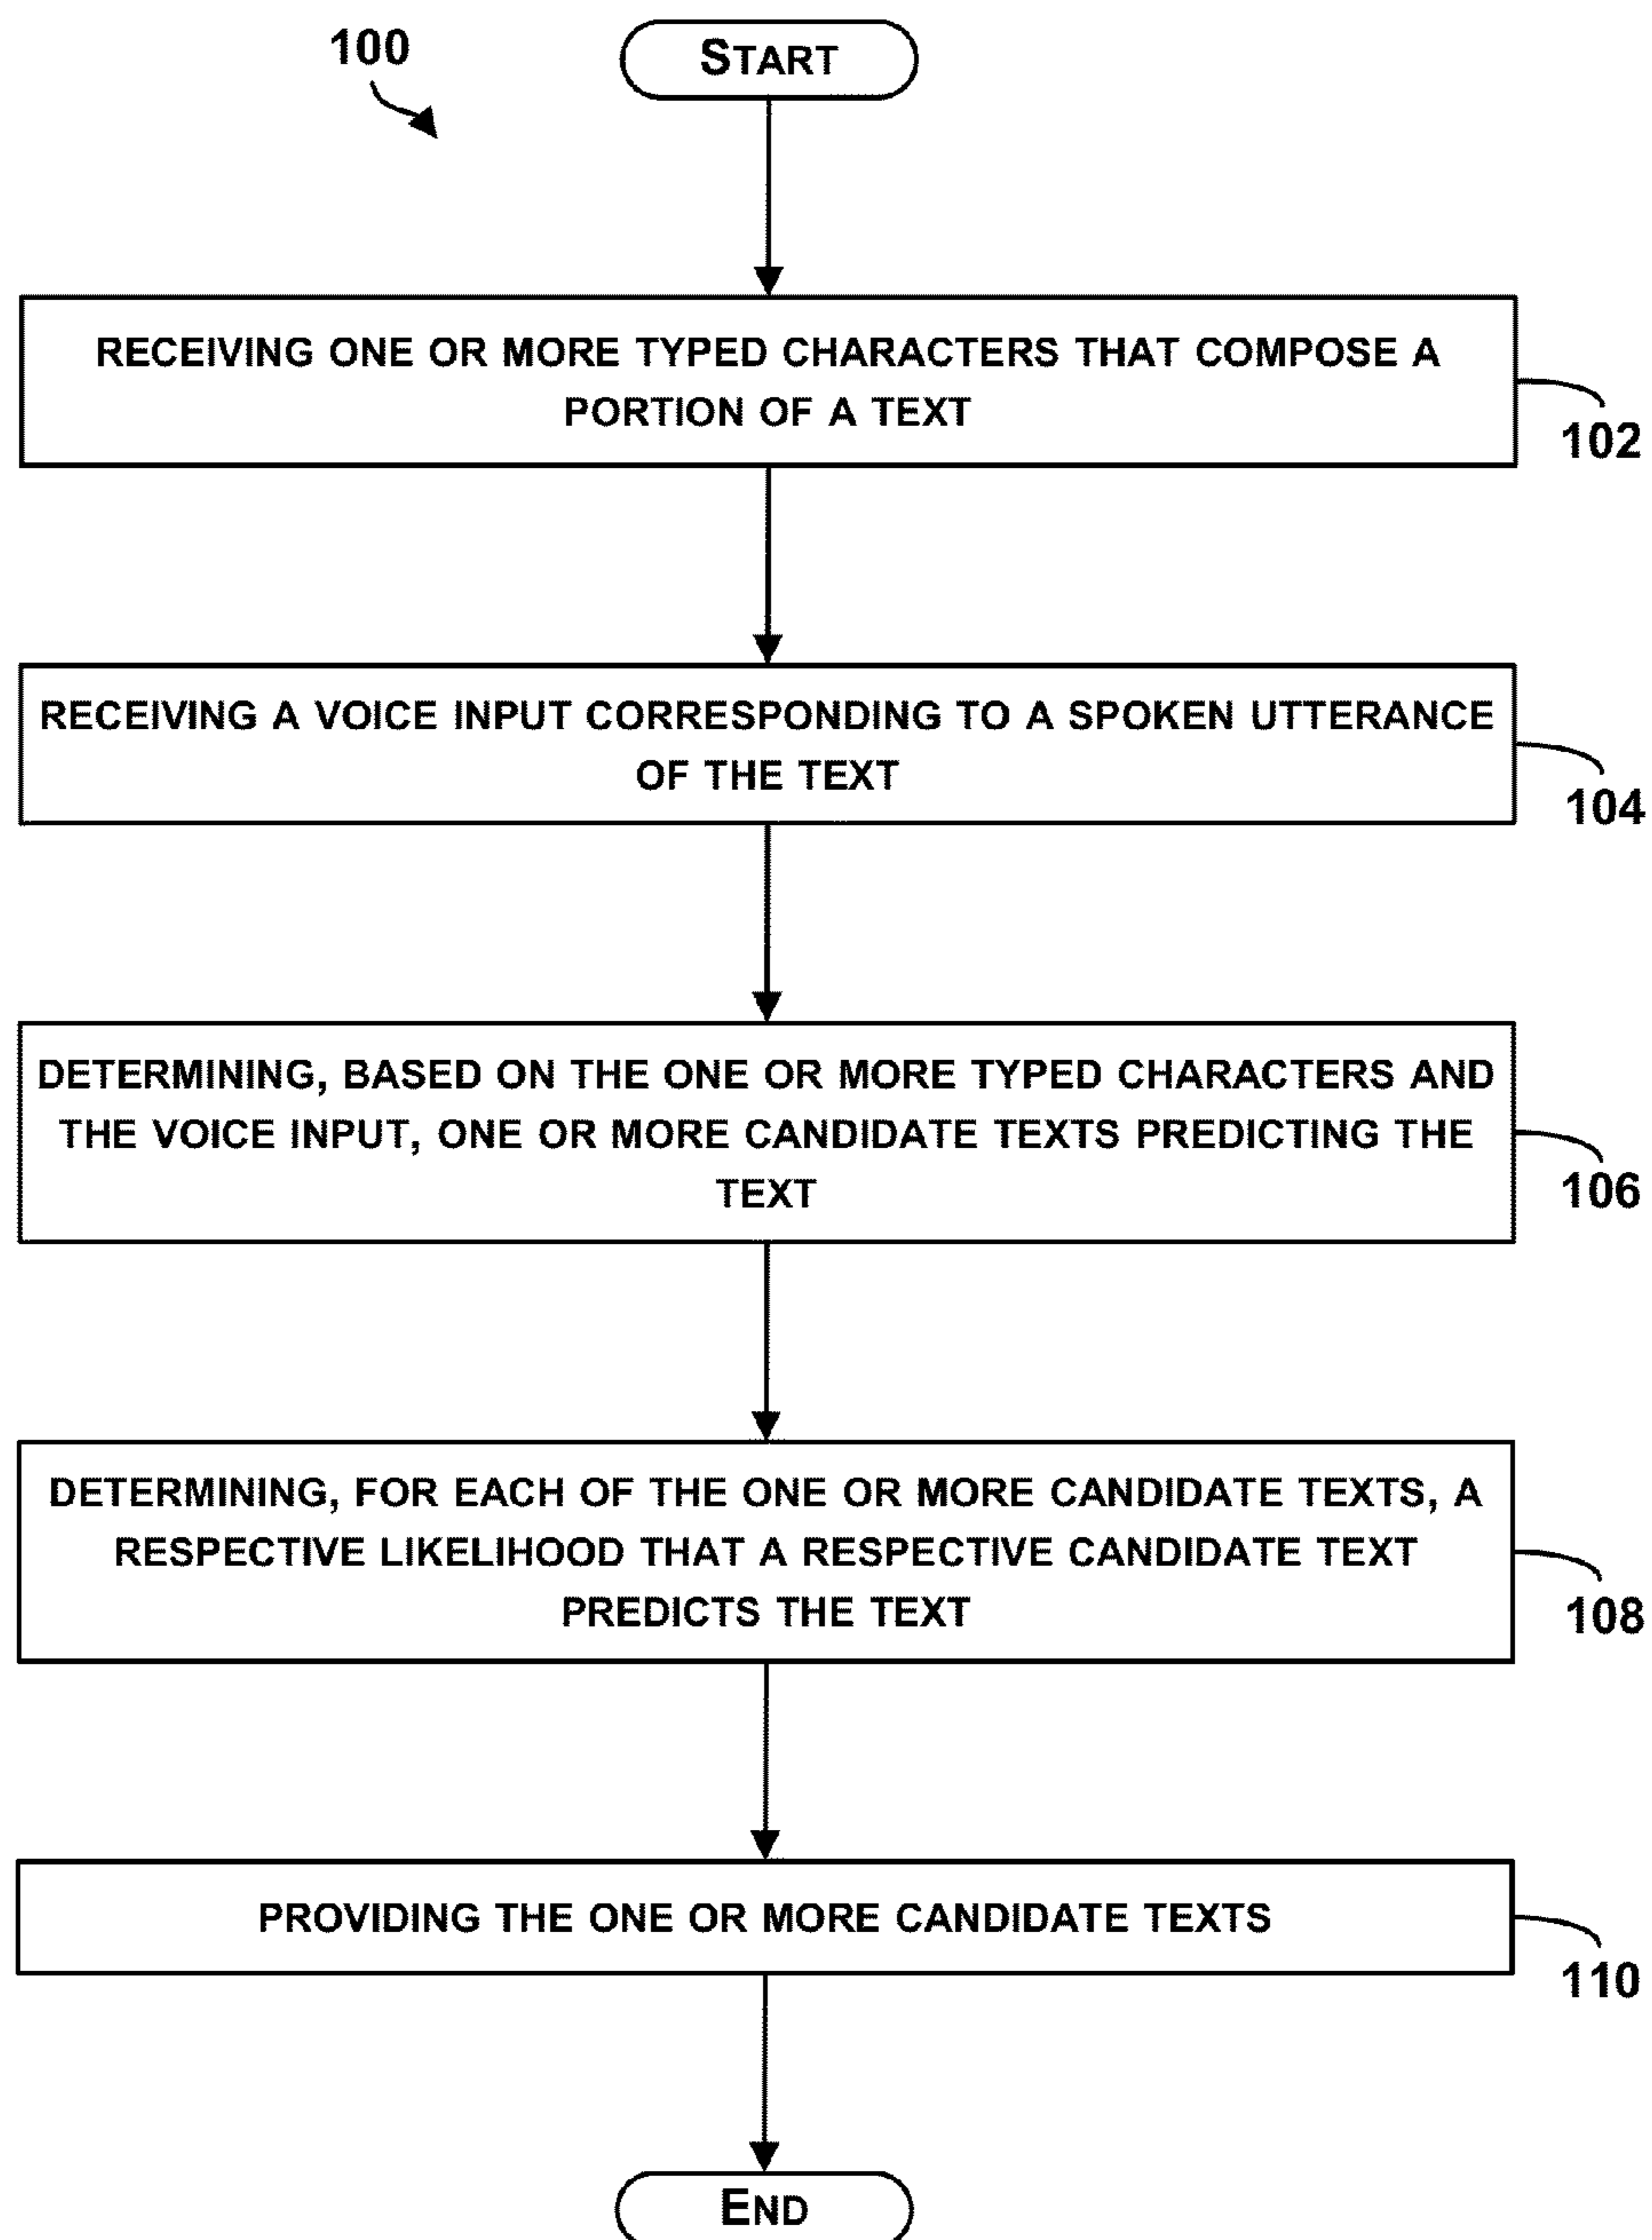 100
START
RECEIVING ONE OR MORE TYPED CHARACTERS THAT COMPOSE A
PORTION OF A TEXT
102
RECEIVING A VOICE INPUT CORRESPONDING TO A SPOKEN UTTERANCE
OF THE TEXT
104
DETERMINING, BASED ON THE ONE OR MORE TYPED CHARACTERS AND
THE VOICE INPUT, ONE OR MORE CANDIDATE TEXTS PREDICTING THE
TEXT
106
DETERMINING, FOR EACH OF THE ONE OR MORE CANDIDATE TEXTS, A
RESPECTIVE LIKELIHOOD THAT A RESPECTIVE CANDIDATE TEXT
PREDICTS THE TEXT
108
PROVIDING THE ONE OR MORE CANDIDATE TEXTS
110
END